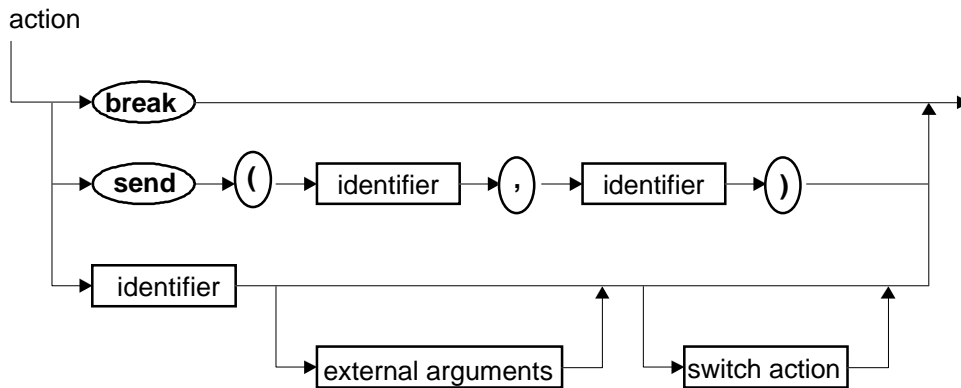 action
break
send ( identifier , identifier )
identifier
external arguments switch action